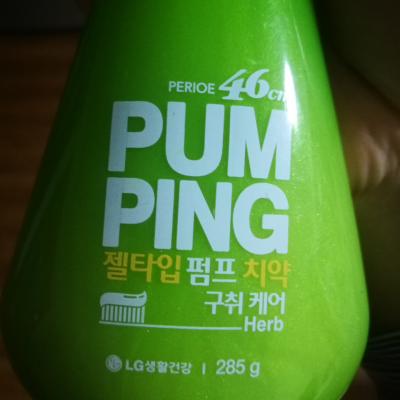 PERIOE 46cm
PUM
PING
젤타입 펌프 치약
구취 케어
Herb
LG생활건강 | 285 g